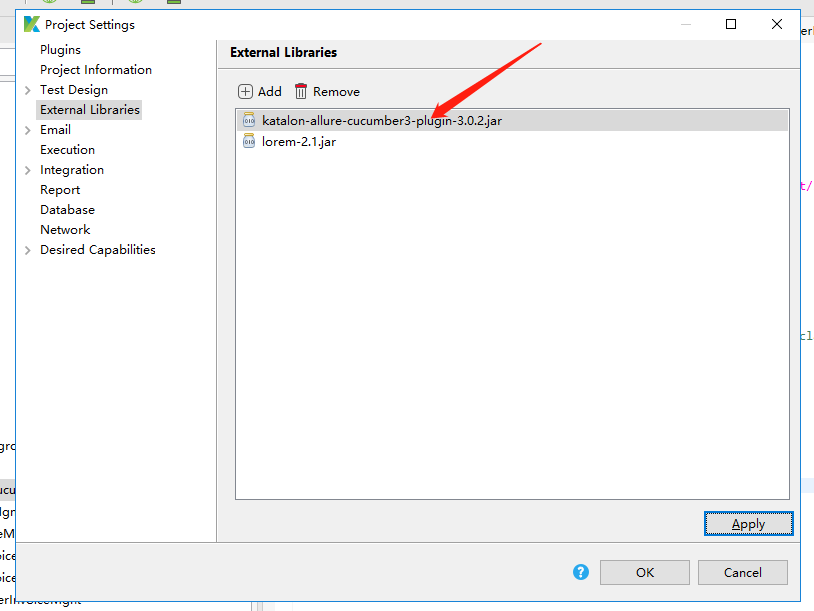 Project Settings
Plugins
Project Information
Test Design
External Libraries
Email
Execution
Integration
Report
Database
Network
Desired Capabilities
External Libraries
Add Remove
katalon-allure-cucumber3-plugin-3.0.2.jar
lorem-2.1.jar
Apply
OK Cancel